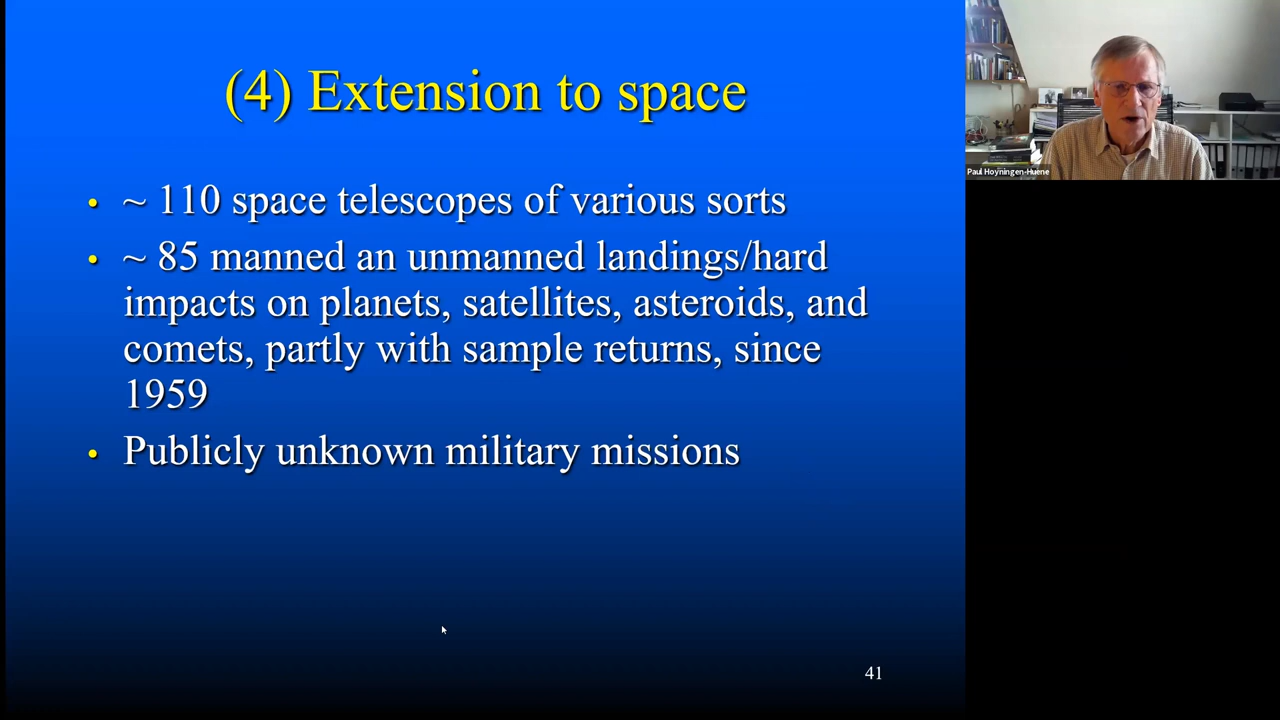 (4) Extension to space
• ~ 110 space telescopes of various sorts
• ~ 85 manned an unmanned landings/hard
impacts on planets, satellites, asteroids, and
comets, partly with sample returns, since
1959
• Publicly unknown military missions
41
Paul Hoyningen-Huene